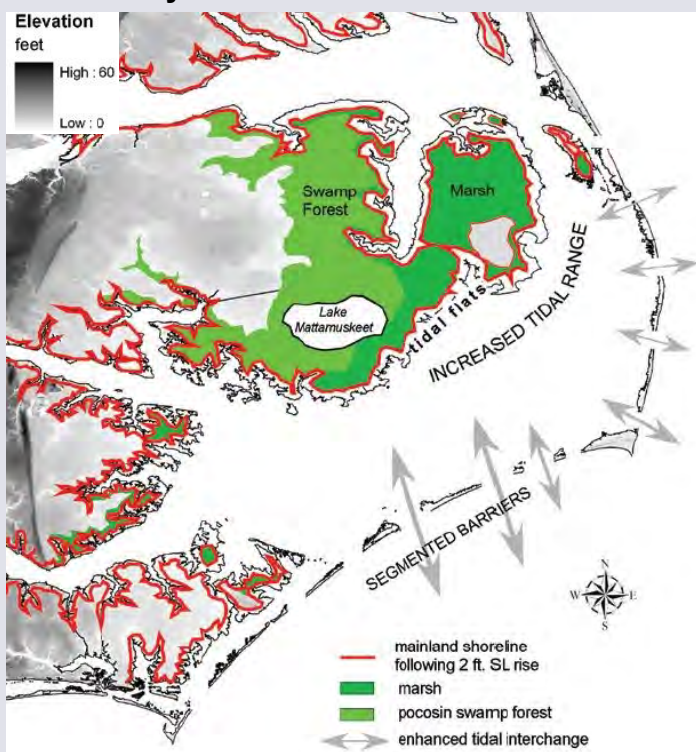 Elevation
feet
High : 60
Low : 0
Swamp
Forest
Marsh
Lake
Mattamuskeet
tidal flats
INCREASED TIDAL RANGE
SEGMENTED BARRIERS
N
W E
S
mainland shoreline
following 2 ft. SL rise
marsh
pocosin swamp forest
enhanced tidal interchange